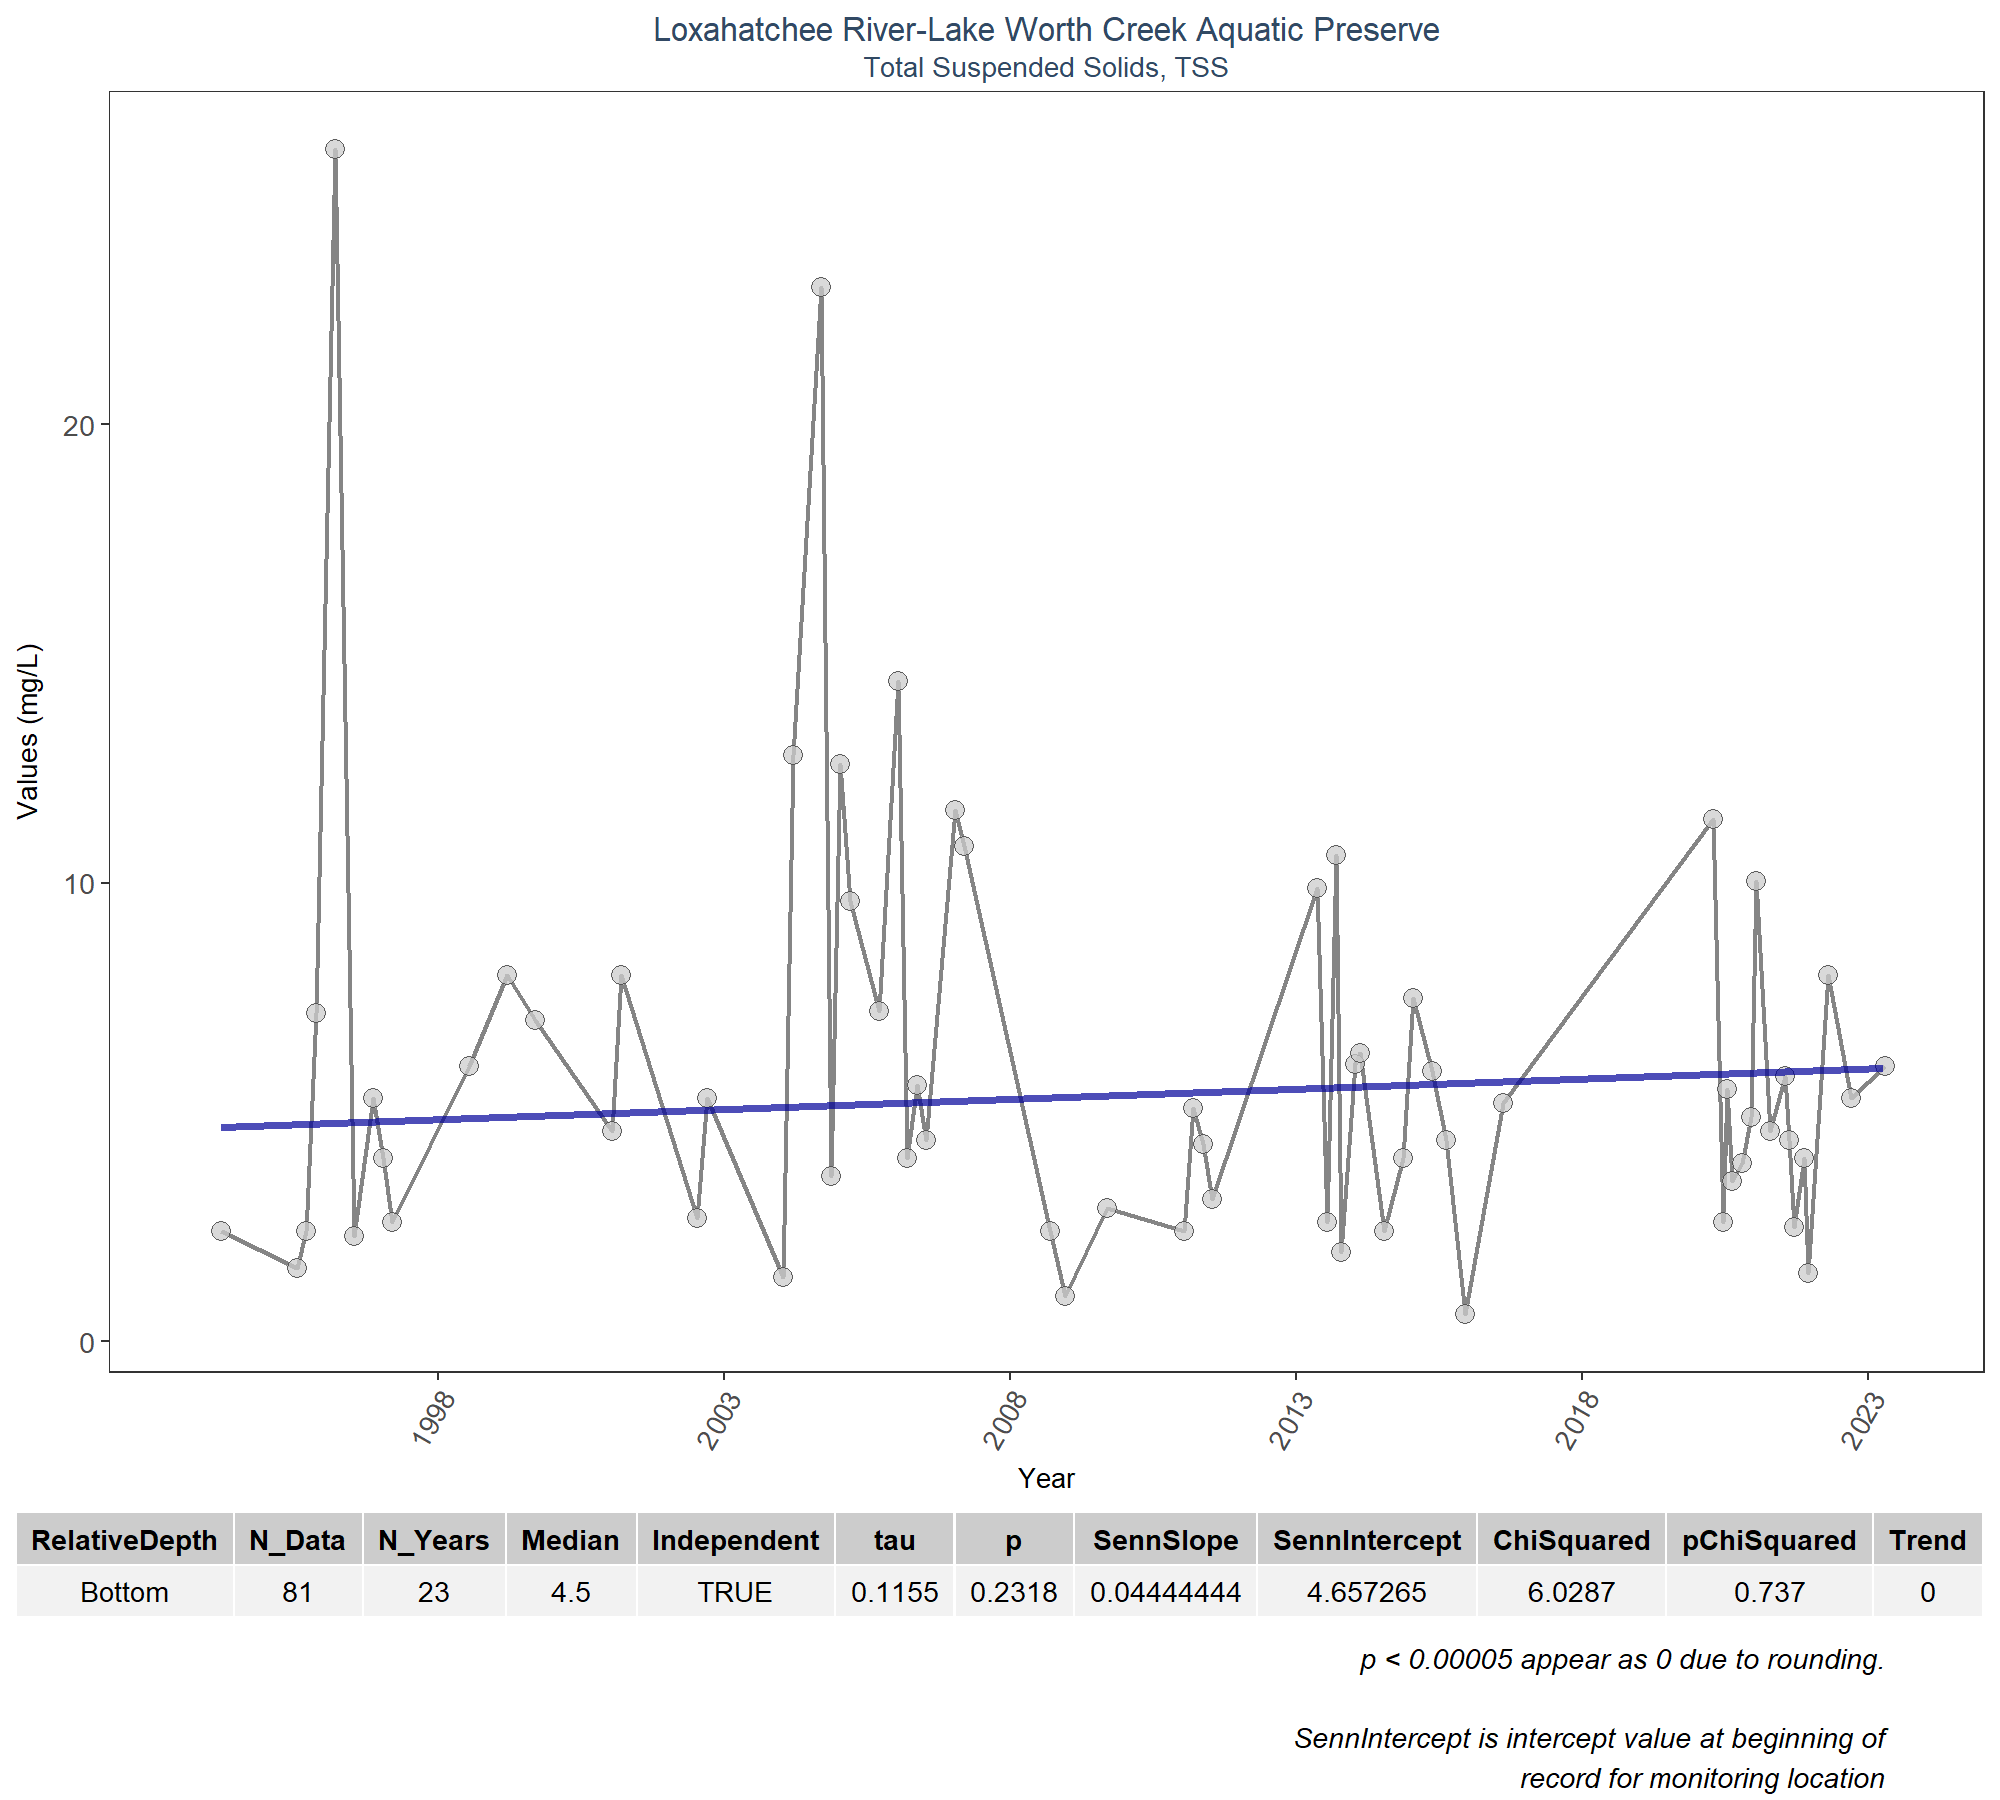 Loxahatchee River-Lake Worth Creek Aquatic Preserve
Total Suspended Solids, TSS
Values (mg/L)
20
10
0
1998 2003 2008 2013 2018 2023
Year
RelativeDepth N_Data N_Years Median Independent tau p SennSlope SennIntercept ChiSquared pChiSquared Trend
Bottom 81 23 4.5 TRUE 0.1155 0.2318 0.04444444 4.657265 6.0287 0.737 0
p < 0.00005 appear as 0 due to rounding.
SennIntercept is intercept value at beginning of
record for monitoring location